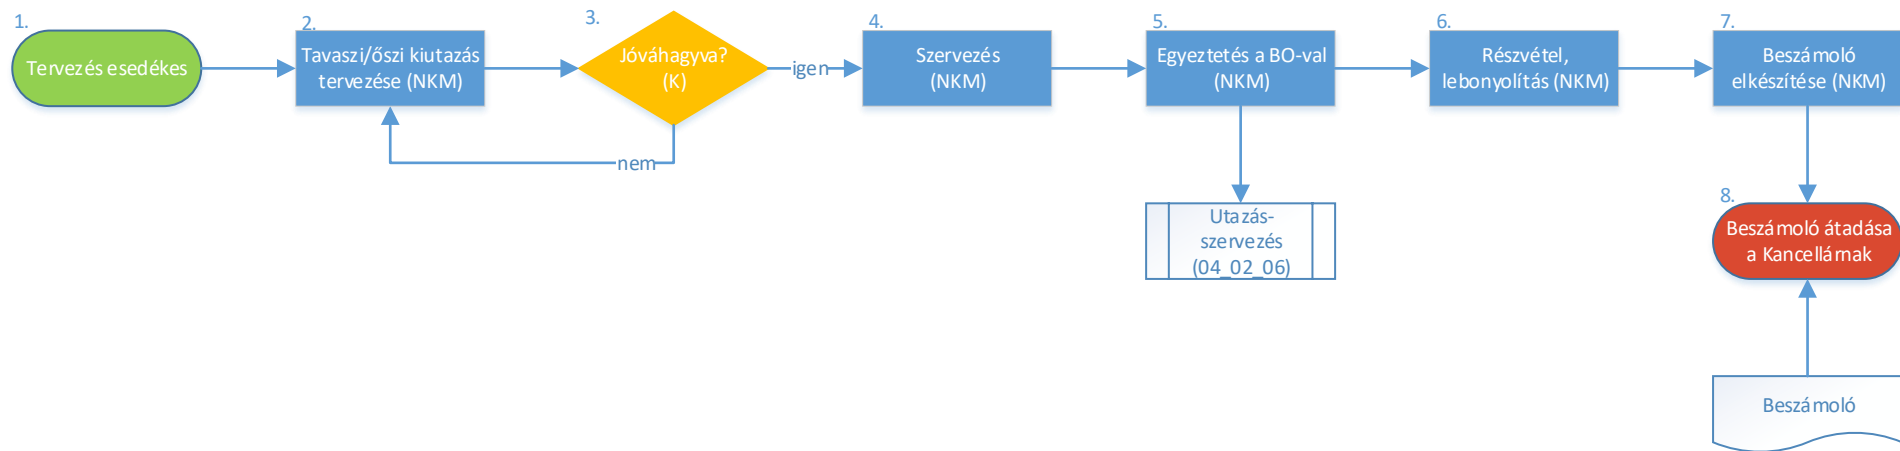 1.
Tervezés esedékes
2.
Tavaszi/őszi kiutazás
tervezése (NKM)
3.
Jóváhagyva?
(K)
igen
nem
4.
Szervezés
(NKM)
5.
Egyeztetés a BO-val
(NKM)
Utazás-
szervezés
(04_02_06)
6.
Részvétel,
lebonyolítás (NKM)
7.
Beszámoló
elkészítése (NKM)
8.
Beszámoló átadása
a Kancellárnak
Beszámoló